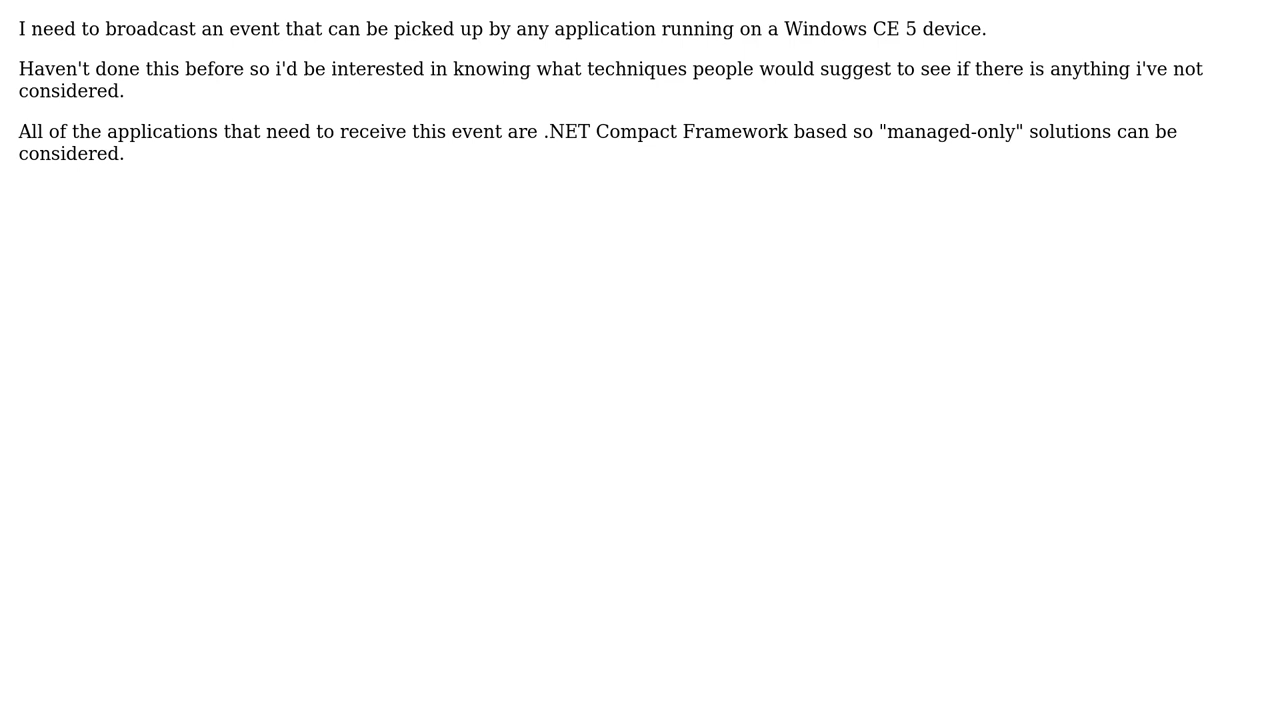 I need to broadcast an event that can be picked up by any application running on a Windows CE 5 device.
Haven't done this before so i'd be interested in knowing what techniques people would suggest to see if there is anything i've not
considered.
All of the applications that need to receive this event are .NET Compact Framework based so "managed-only" solutions can be
considered.